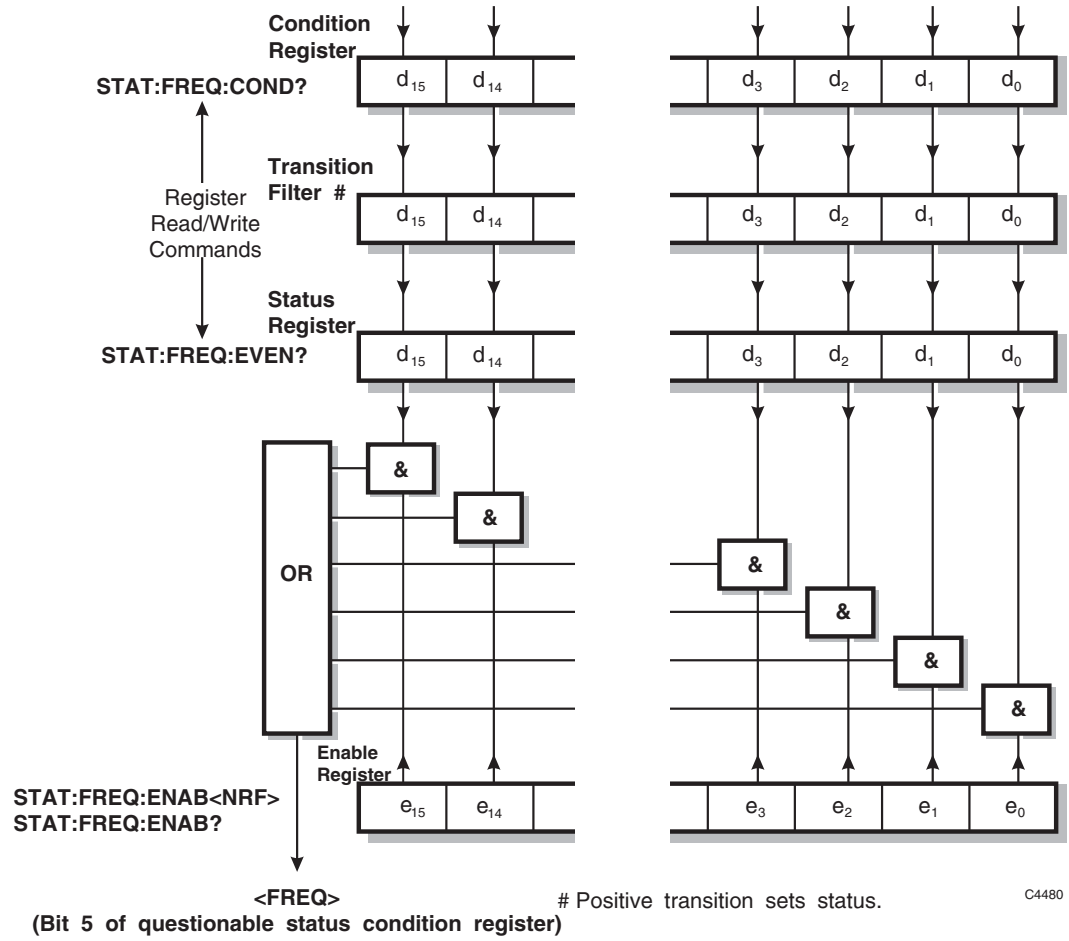 Condition
Register
STAT:FREQ:COND?
d15 d14 d3 d2 d1 d0
Transition
Filter #
Register
Read/Write
Commands
d15 d14 d3 d2 d1 d0
Status
Register
STAT:FREQ:EVEN?
d15 d14 d3 d2 d1 d0
&
&
OR
&
&
&
&
Enable
Register
STAT:FREQ:ENAB<NRF>
STAT:FREQ:ENAB?
e15 e14 e3 e2 e1 e0
<FREQ>
(Bit 5 of questionable status condition register)
# Positive transition sets status.
C4480